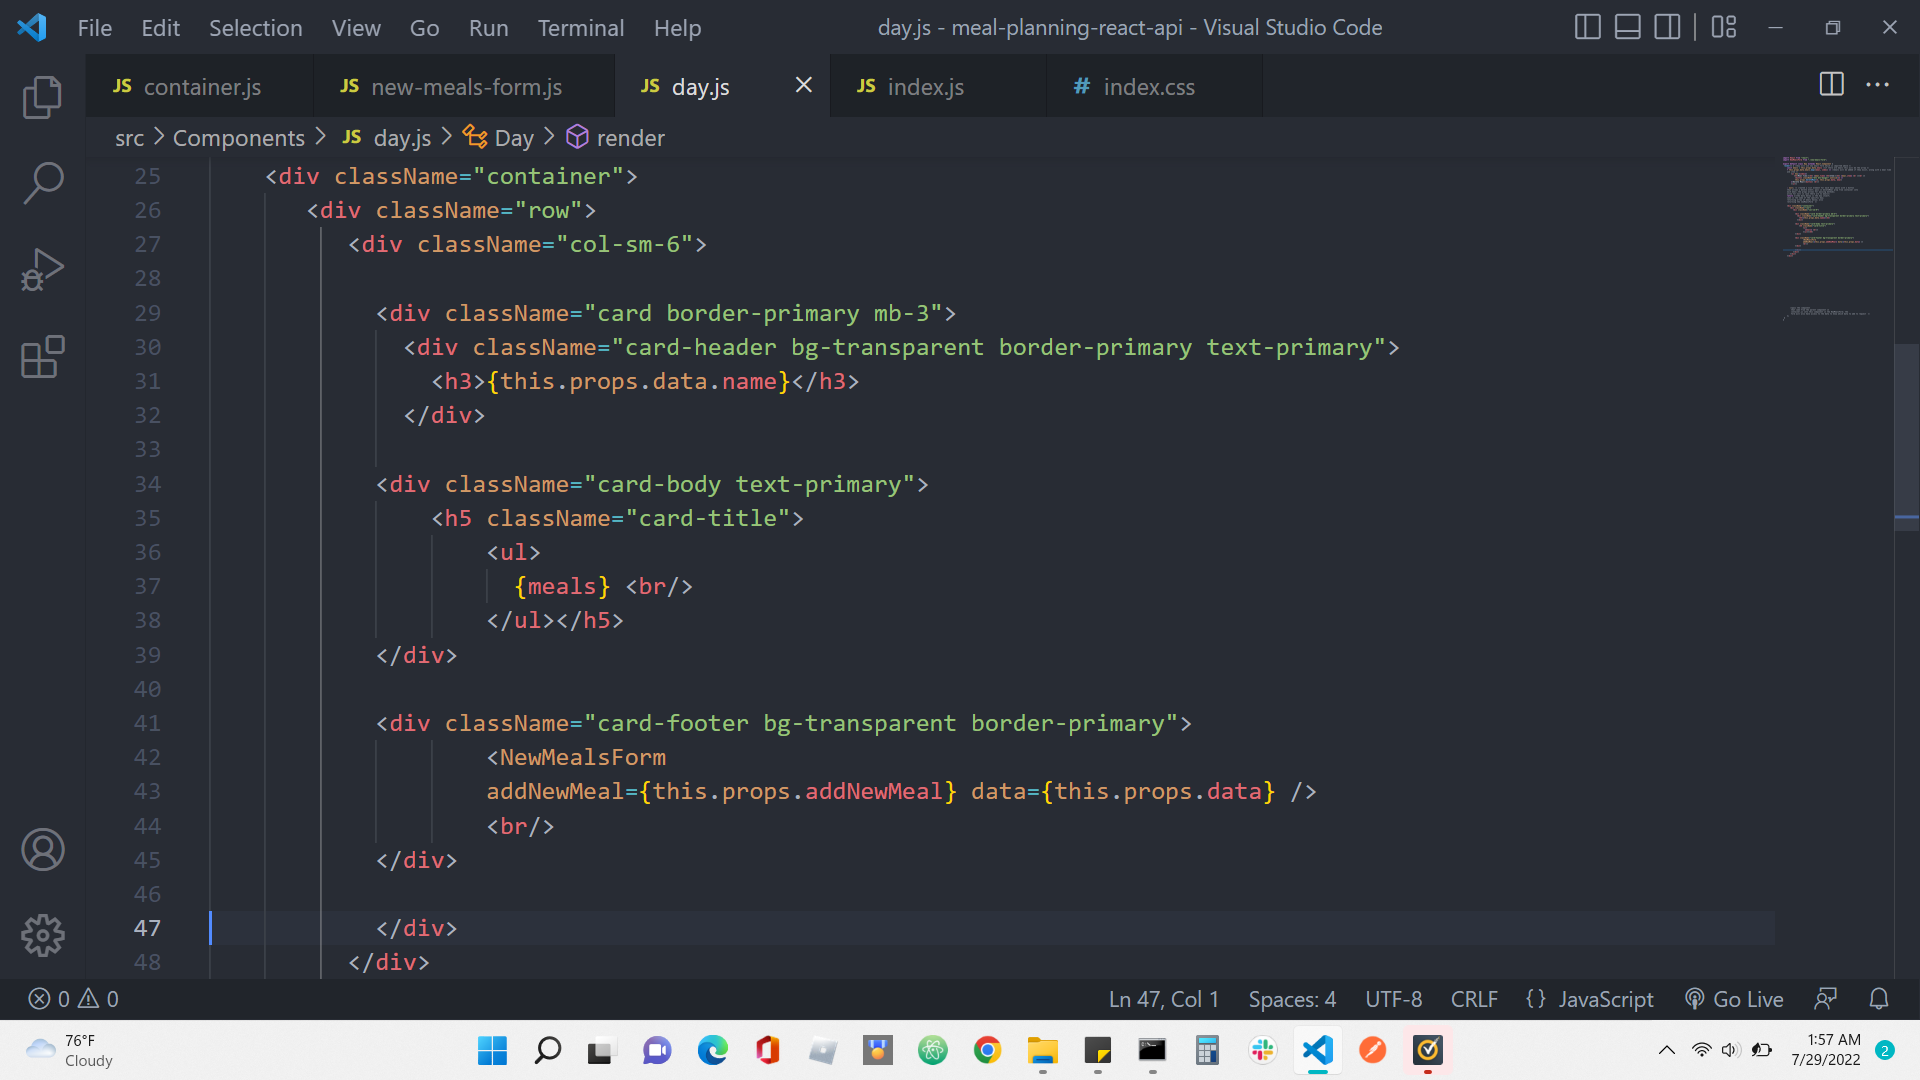 File Edit Selection View Go Run Terminal Help day.js - meal-planning-react-api - Visual Studio Code
JS container.js JS new-meals-form.js JS day.js JS index.js # index.css
src > Components > JS day.js > Day > render
25 <div className="container">
26 <div className="row">
27 <div className="col-sm-6">
28
29 <div className="card border-primary mb-3">
30 <div className="card-header bg-transparent border-primary text-primary">
31 <h3>{this.props.data.name}</h3>
32 </div>
33
34 <div className="card-body text-primary">
35 <h5 className="card-title">
36 <ul>
37 {meals} <br/>
38 </ul></h5>
39 </div>
40
41 <div className="card-footer bg-transparent border-primary">
42 <NewMealsForm
43 addNewMeal={this.props.addNewMeal} data={this.props.data} />
44 <br/>
45 </div>
46
47 </div>
48 </div>
0 0 Ln 47, Col 1 Spaces: 4 UTF-8 CRLF {} JavaScript Go Live
76°F
Cloudy
1:57 AM
7/29/2022
2